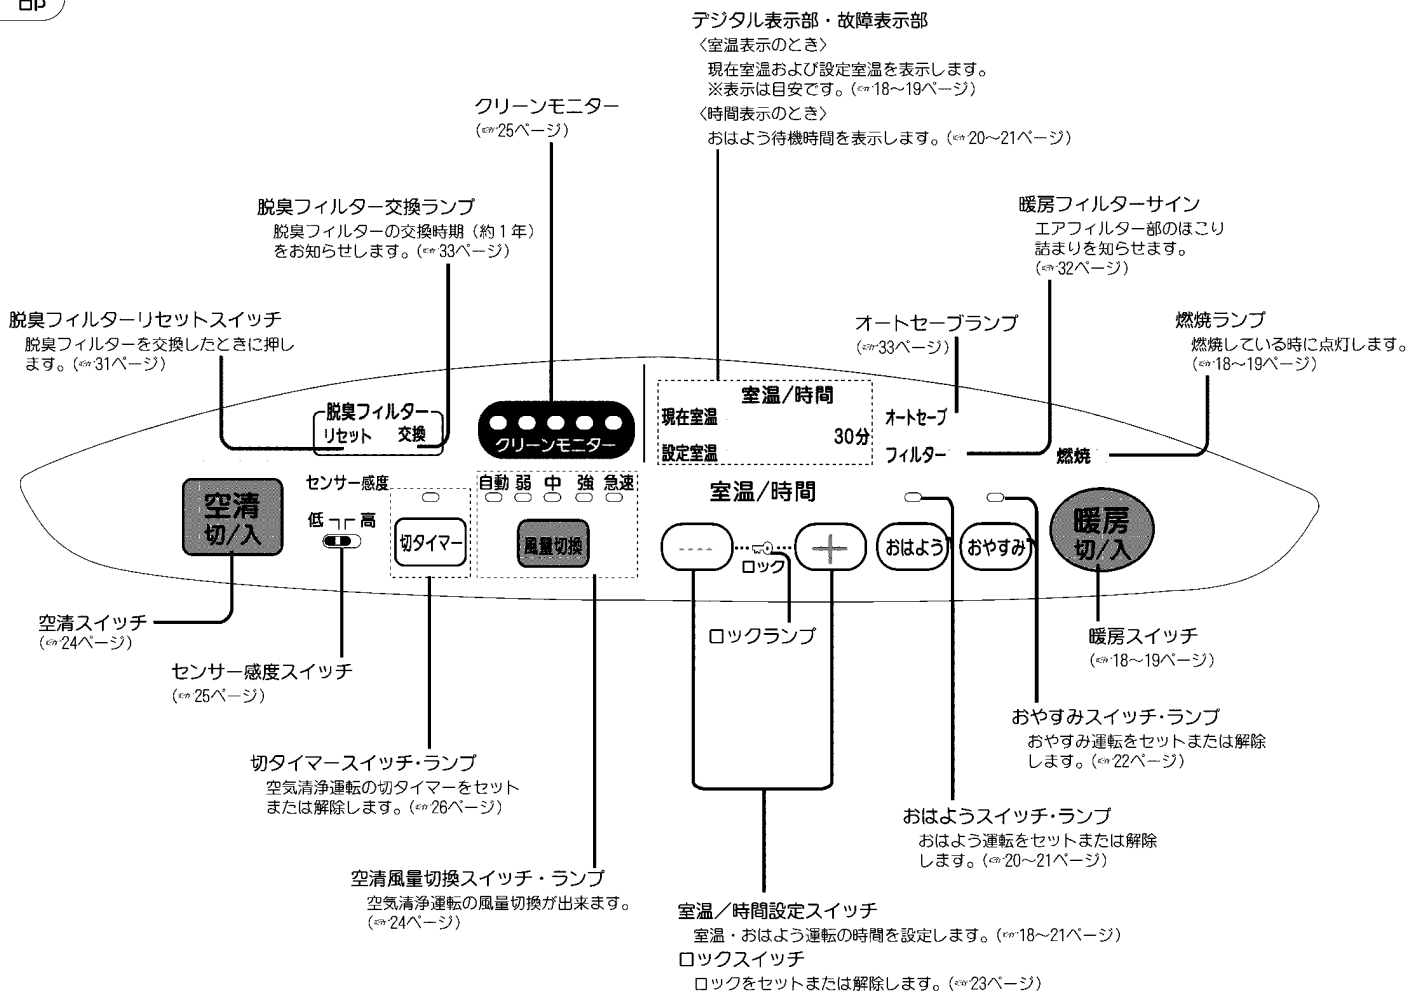 部
デジタル表示部・故障表示部
〈室温表示のとき〉
現在室温および設定室温を表示します。
※表示は目安です。(☞18～19ページ)
〈時間表示のとき〉
おはよう待機時間を表示します。(☞20～21ページ)
クリーンモニター
(☞25ページ)
脱臭フィルター交換ランプ
脱臭フィルターの交換時期（約1年）
をお知らせします。(☞33ページ)
暖房フィルターサイン
エアフィルター部のほこり
詰まりを知らせます。
(☞32ページ)
脱臭フィルターリセットスイッチ
脱臭フィルターを交換したときに押し
ます。(☞31ページ)
オートセーブランプ
(☞33ページ)
燃焼ランプ
燃焼している時に点灯します。
(☞18～19ページ)
脱臭フィルター
リセット 交換
クリーンモニター
室温/時間
現在室温
30分
設定室温
オートセーブ
フィルター
燃焼
空清
切/入
センサー感度
低 高
切タイマー
自動 弱 中 強 急速
風量切換
室温/時間
---- ロック +
おはよう
おやすみ
暖房
切/入
空清スイッチ
(☞24ページ)
センサー感度スイッチ
(☞25ページ)
ロックランプ
暖房スイッチ
(☞18～19ページ)
おやすみスイッチ・ランプ
おやすみ運転をセットまたは解除
します。(☞22ページ)
切タイマースイッチ・ランプ
空気清浄運転の切タイマーをセット
または解除します。(☞26ページ)
おはようスイッチ・ランプ
おはよう運転をセットまたは解除
します。(☞20～21ページ)
空清風量切換スイッチ・ランプ
空気清浄運転の風量切換が出来ます。
(☞24ページ)
室温／時間設定スイッチ
室温・おはよう運転の時間を設定します。(☞18～21ページ)
ロックスイッチ
ロックをセットまたは解除します。(☞23ページ)